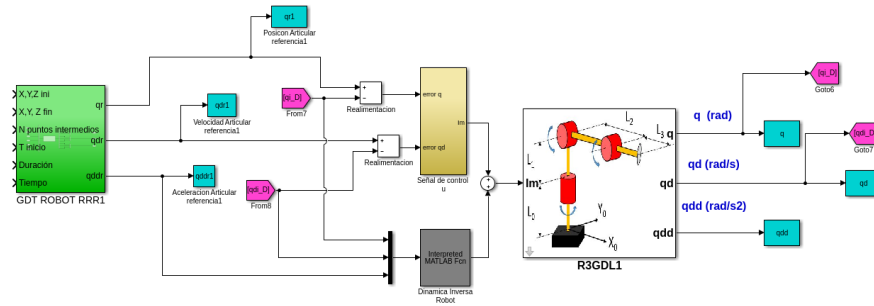 qr1
Posicon Articular
referencia1
X,Y,Z ini
X,Y, Z fin
N puntos intermedios
T inicio
Duración
Tiempo
qr
qdr
qddr
GDT ROBOT RRR1
qdr1
Velocidad Articular
referencia1
qddr1
Aceleracion Articular
referencia1
[qi_D]
From7
[qdi_D]
From8
+
−
Realimentacion
+
−
Realimentacion
error q
error qd
im
Señal de control
u
Interpreted
MATLAB Fcn
Dinamica Inversa
Robot
+
+
Im
L2
L3
L1
L0
Y0
X0
q
qd
qdd
R3GDL1
q (rad)
qd (rad/s)
qdd (rad/s2)
[qi_D]
Goto6
q
[qdi_D]
Goto7
qd
qdd